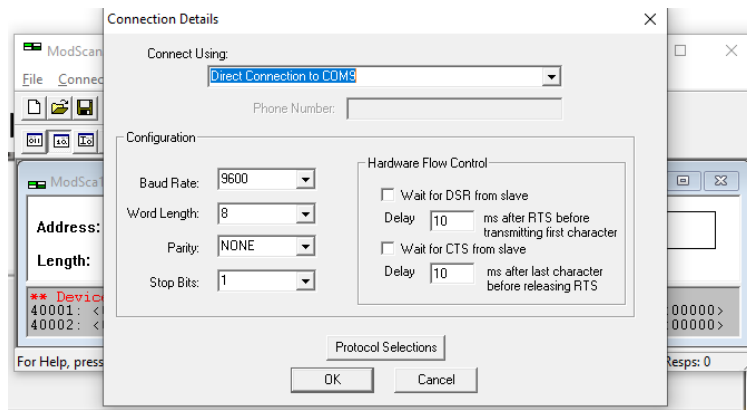 Connection Details
ModScan
File Connec
Connect Using:
Direct Connection to COM9
Phone Number:
Configuration
Baud Rate: 9600
Word Length: 8
Parity: NONE
Stop Bits: 1
Hardware Flow Control
Wait for DSR from slave
Delay 10 ms after RTS before
transmitting first character
Wait for CTS from slave
Delay 10 ms after last character
before releasing RTS
ModSca1
Address:
Length:
** Devic
40001: <
00000>
40002: <
00000>
Protocol Selections
OK Cancel
For Help, press
Resps: 0